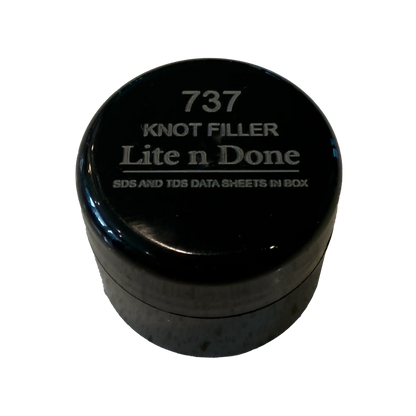 737
KNOT FILLER
Lite n Done
SDS AND TDS DATA SHEETS IN BOX